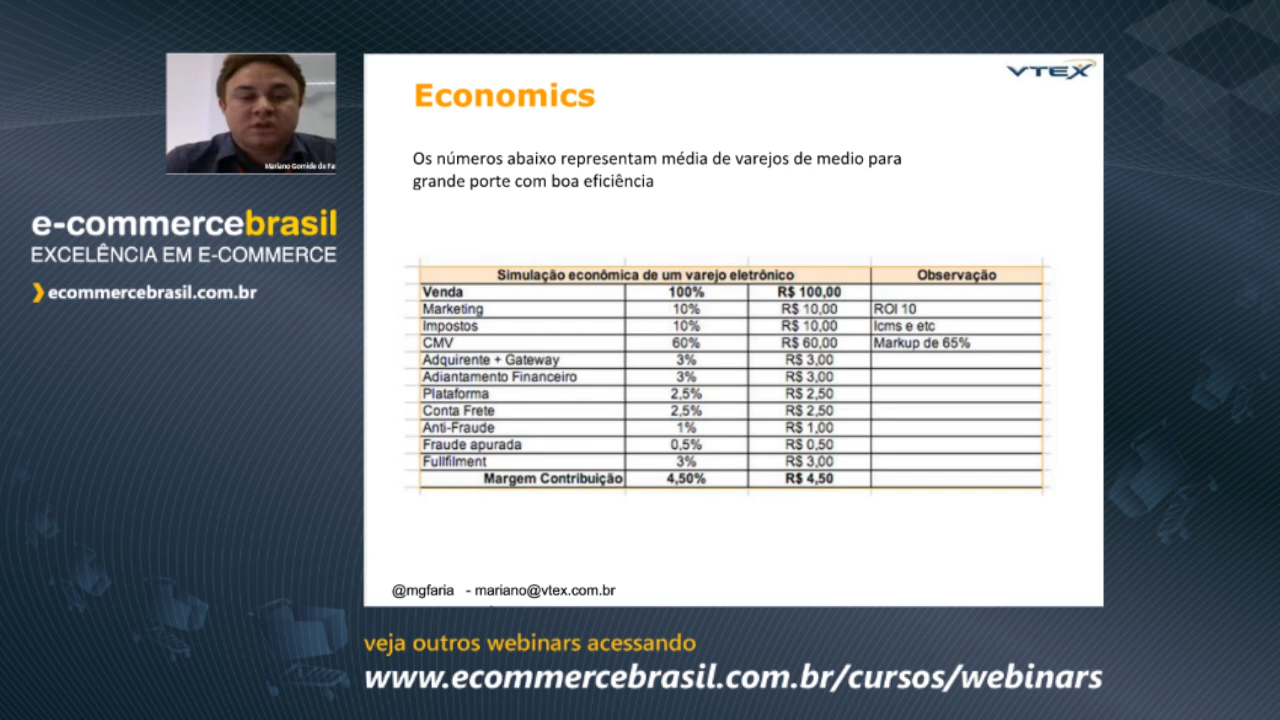 VTEX
Economics
Os números abaixo representam média de varejos de medio para
grande porte com boa eficiência
Mariano Gomide de Fa
e-commercebrasil
EXCELÊNCIA EM E-COMMERCE
ecommercebrasil.com.br
Simulação econômica de um varejo eletrônico Observação
Venda 100% R$ 100,00
Marketing 10% R$ 10,00 ROI 10
Impostos 10% R$ 10,00 Icms e etc
CMV 60% R$ 60,00 Markup de 65%
Adquirente + Gateway 3% R$ 3,00
Adiantamento Financeiro 3% R$ 3,00
Plataforma 2,5% R$ 2,50
Conta Frete 2,5% R$ 2,50
Anti-Fraude 1% R$ 1,00
Fraude apurada 0,5% R$ 0,50
Fullfilment 3% R$ 3,00
Margem Contribuição 4,50% R$ 4,50
@mgfaria - mariano@vtex.com.br
veja outros webinars acessando
www.ecommercebrasil.com.br/cursos/webinars